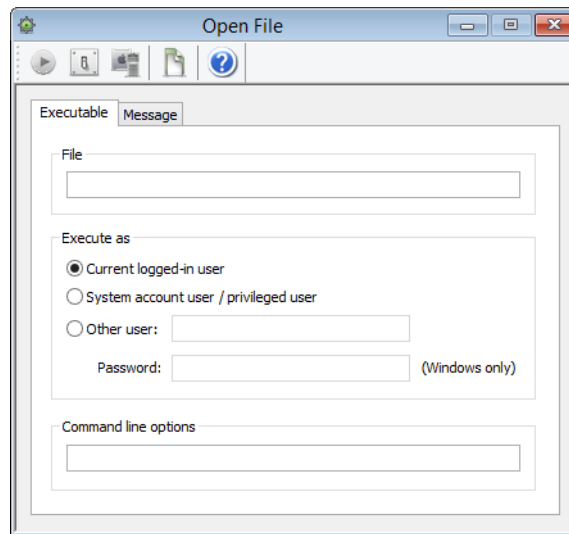 Open File
Executable
Message
File
Execute as
Current logged-in user
System account user / privileged user
Other user:
Password:
(Windows only)
Command line options